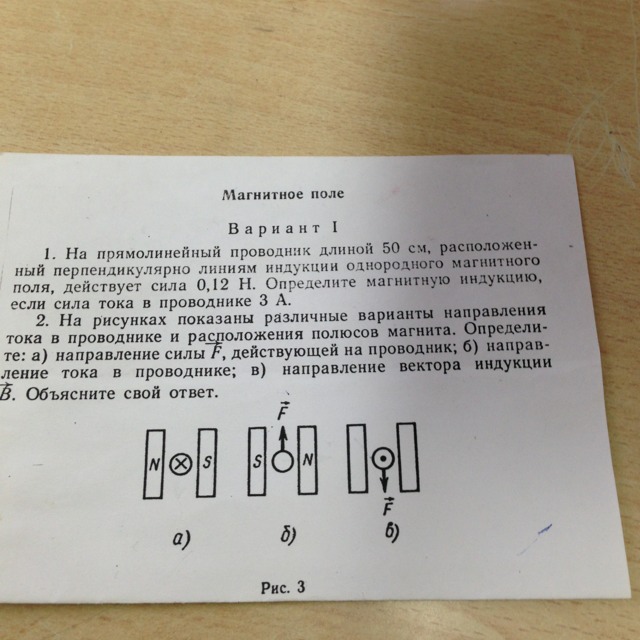 Магнитное поле
Вариант I
1. На прямолинейный проводник длиной 50 см, расположен-
ный перпендикулярно линиям индукции однородного магнитного
поля, действует сила 0,12 Н. Определите магнитную индукцию,
если сила тока в проводнике 3 А.
2. На рисунках показаны различные варианты направления
тока в проводнике и расположения полюсов магнита. Определи-
те: а) направление силы F⃗, действующей на проводник; б) направ-
ление тока в проводнике; в) направление вектора индукции
B⃗. Объясните свой ответ.
F⃗
N S S N
F⃗
а) б) в)
Рис. 3